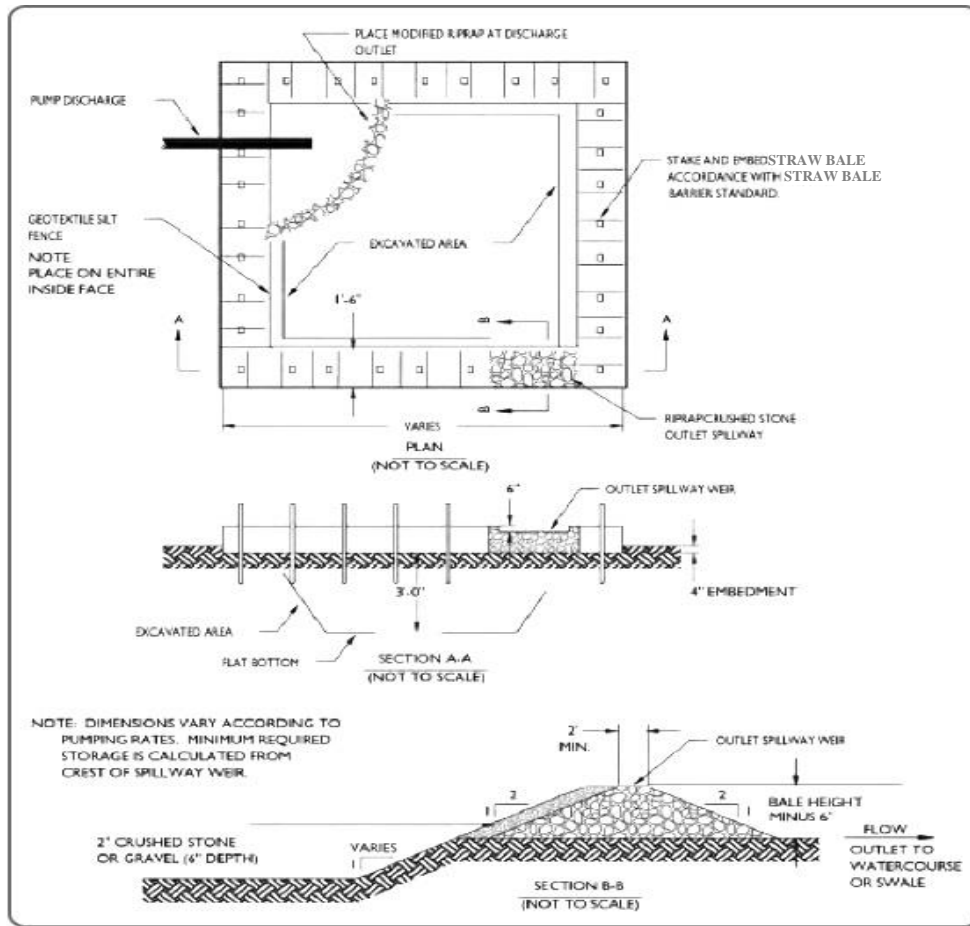 PLACE MODIFIED RIPRAP AT DISCHARGE
OUTLET
PUMP DISCHARGE
STAKE AND EMBED STRAW BALE
ACCORDANCE WITH STRAW BALE
BARRIER STANDARD.
GEOTEXTILE SILT
FENCE
NOTE
PLACE ON ENTIRE
INSIDE FACE
EXCAVATED AREA
1'-6"
B
A
A
B
RIPRAP/CRUSHED STONE
OUTLET SPILLWAY
VARIES
PLAN
(NOT TO SCALE)
6"
OUTLET SPILLWAY WEIR
3'-0"
4" EMBEDMENT
EXCAVATED AREA
FLAT BOTTOM
SECTION A-A
(NOT TO SCALE)
NOTE: DIMENSIONS VARY ACCORDING TO
PUMPING RATES. MINIMUM REQUIRED
STORAGE IS CALCULATED FROM
CREST OF SPILLWAY WEIR.
2'
MIN.
OUTLET SPILLWAY WEIR
2
1
2
1
BALE HEIGHT
MINUS 6"
2" CRUSHED STONE
OR GRAVEL (6" DEPTH)
VARIES
1
FLOW
OUTLET TO
WATERCOURSE
OR SWALE
SECTION B-B
(NOT TO SCALE)